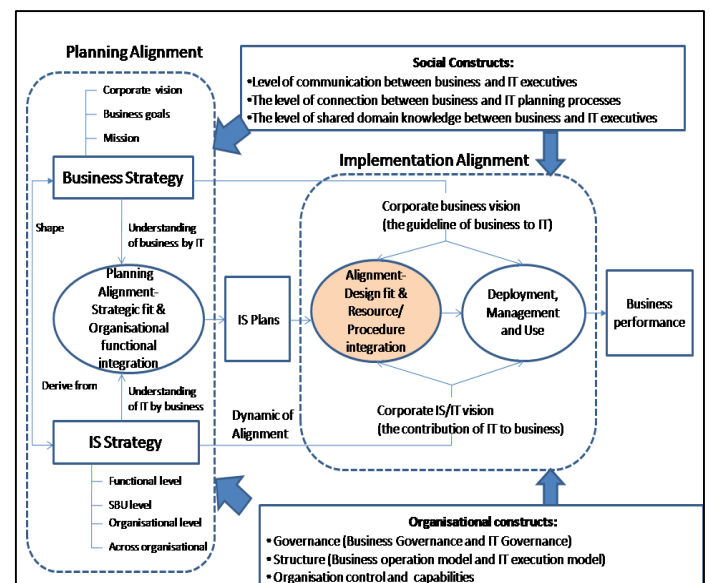 Planning Alignment
Social Constructs:
•Level of communication between business and IT executives
•The level of connection between business and IT planning processes
•The level of shared domain knowledge between business and IT executives
Corporate vision
Business goals
Mission
Business Strategy
Implementation Alignment
Shape
Understanding
of business by IT
Corporate business vision
(the guideline of business to IT)
Planning
Alignment-
Strategic fit &
Organisational
functional
integration
IS Plans
Alignment-
Design fit &
Resource/
Procedure
integration
Deployment,
Management
and Use
Business
performance
Derive from
Understanding
of IT by business
Dynamic of
Alignment
Corporate IS/IT vision
(the contribution of IT to business)
IS Strategy
Functional level
SBU level
Organisational level
Across organisational
Organisational constructs:
• Governance (Business Governance and IT Governance)
• Structure (Business operation model and IT execution model)
• Organisation control and capabilities